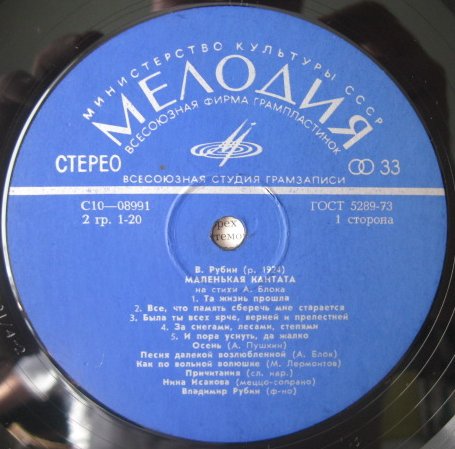 МИНИСТЕРСТВО КУЛЬТУРЫ СССР
МЕЛОДИЯ
ВСЕСОЮЗНАЯ ФИРМА ГРАМПЛАСТИНОК
СТЕРЕО
33
ВСЕСОЮЗНАЯ СТУДИЯ ГРАМЗАПИСИ
С10—08991 ГОСТ 5289-73
2 гр. 1-20 1 сторона
В. Рубин (р. 1924)
МАЛЕНЬКАЯ КАНТАТА
на стихи А. Блока
1. Та жизнь прошла
2. Все, что память сберечь мне старается
3. Была ты всех ярче, верней и прелестней
4. За снегами, лесами, степями
5. И пора уснуть, да жалко
Осень (А. Пушкин)
Песня далекой возлюбленной (А. Блок)
Как по вольной волюшке (М. Лермонтов)
Причитания (сл. нар.)
Нина Исакова (меццо-сопрано)
Владимир Рубин (ф-но)